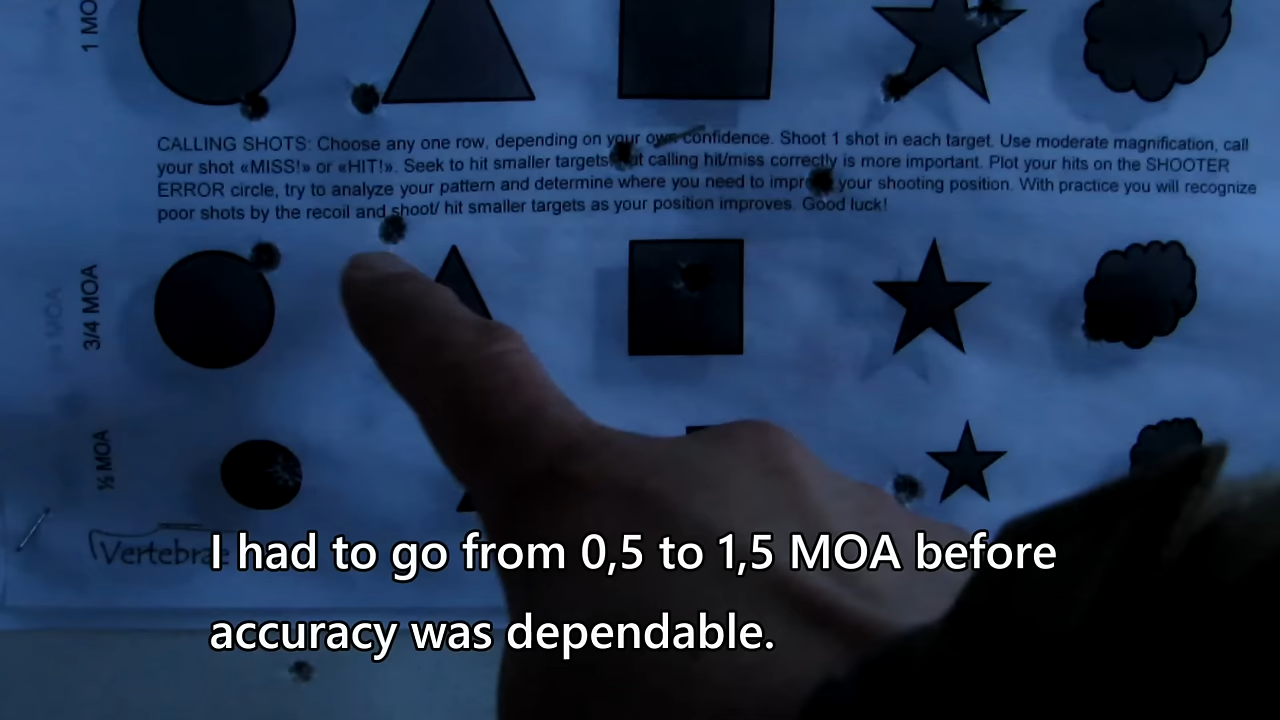 1 MO
CALLING SHOTS: Choose any one row, depending on your own confidence. Shoot 1 shot in each target. Use moderate magnification, call
your shot «MISS!» or «HIT!». Seek to hit smaller targets calling hit/miss correctly is more important. Plot your hits on the SHOOTER
ERROR circle, try to analyze your pattern and determine where you need to your shooting position. With practice you will recognize
poor shots by the recoil and shoot/ hit smaller targets as your position improves. Good luck!
3/4 MOA
MOA
½ MOA
Vertebrae
I had to go from 0,5 to 1,5 MOA before
accuracy was dependable.